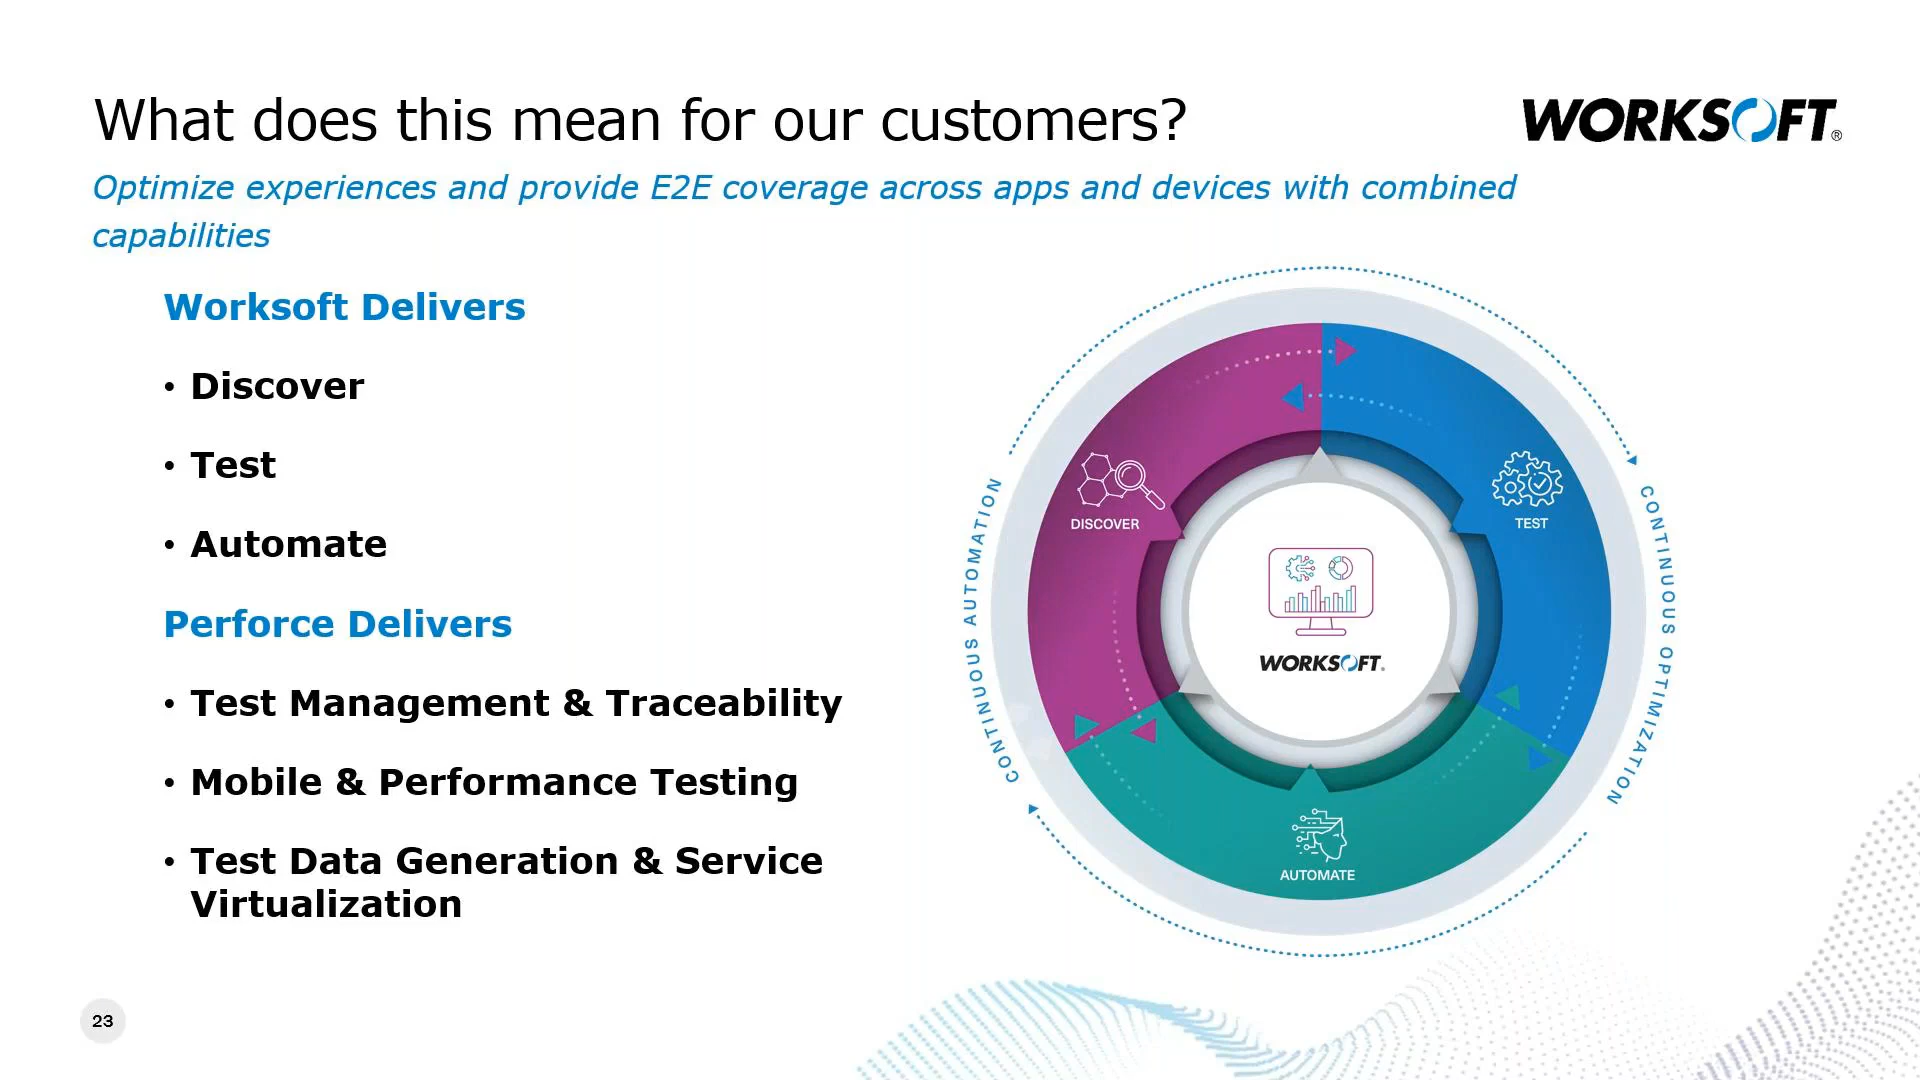 What does this mean for our customers?
WORKSOFT®
Optimize experiences and provide E2E coverage across apps and devices with combined
capabilities
Worksoft Delivers
• Discover
• Test
• Automate
Perforce Delivers
• Test Management & Traceability
• Mobile & Performance Testing
• Test Data Generation & Service
Virtualization
CONTINUOUS AUTOMATION
DISCOVER
TEST
CONTINUOUS OPTIMIZATION
WORKSOFT®
AUTOMATE
23